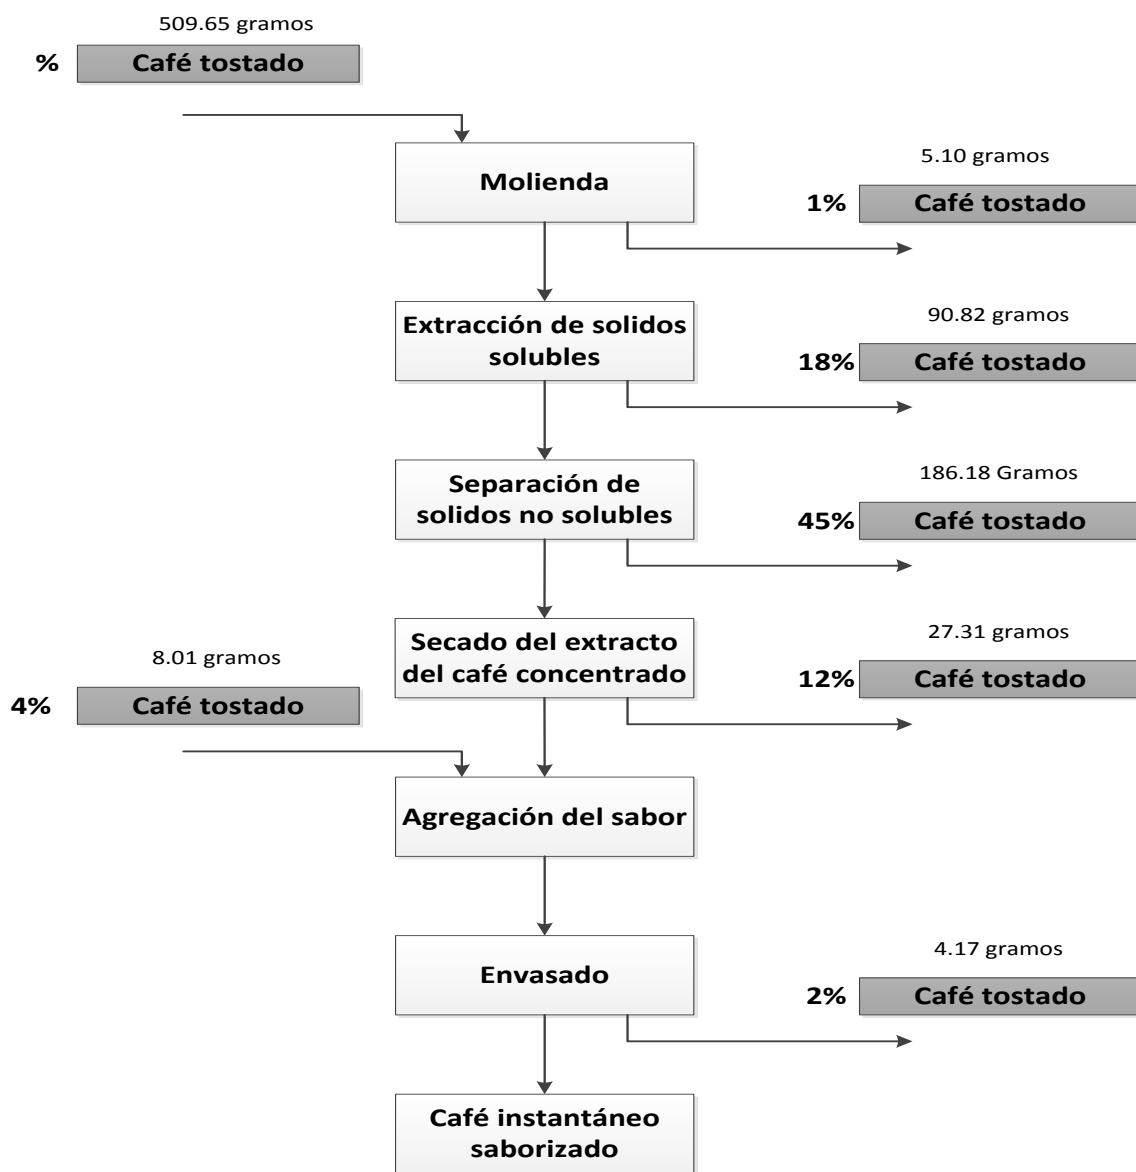 509.65 gramos
% Café tostado
Molienda
5.10 gramos
1% Café tostado
Extracción de solidos
solubles
90.82 gramos
18% Café tostado
Separación de
solidos no solubles
186.18 Gramos
45% Café tostado
Secado del extracto
del café concentrado
27.31 gramos
12% Café tostado
8.01 gramos
4% Café tostado
Agregación del sabor
Envasado
4.17 gramos
2% Café tostado
Café instantáneo
saborizado